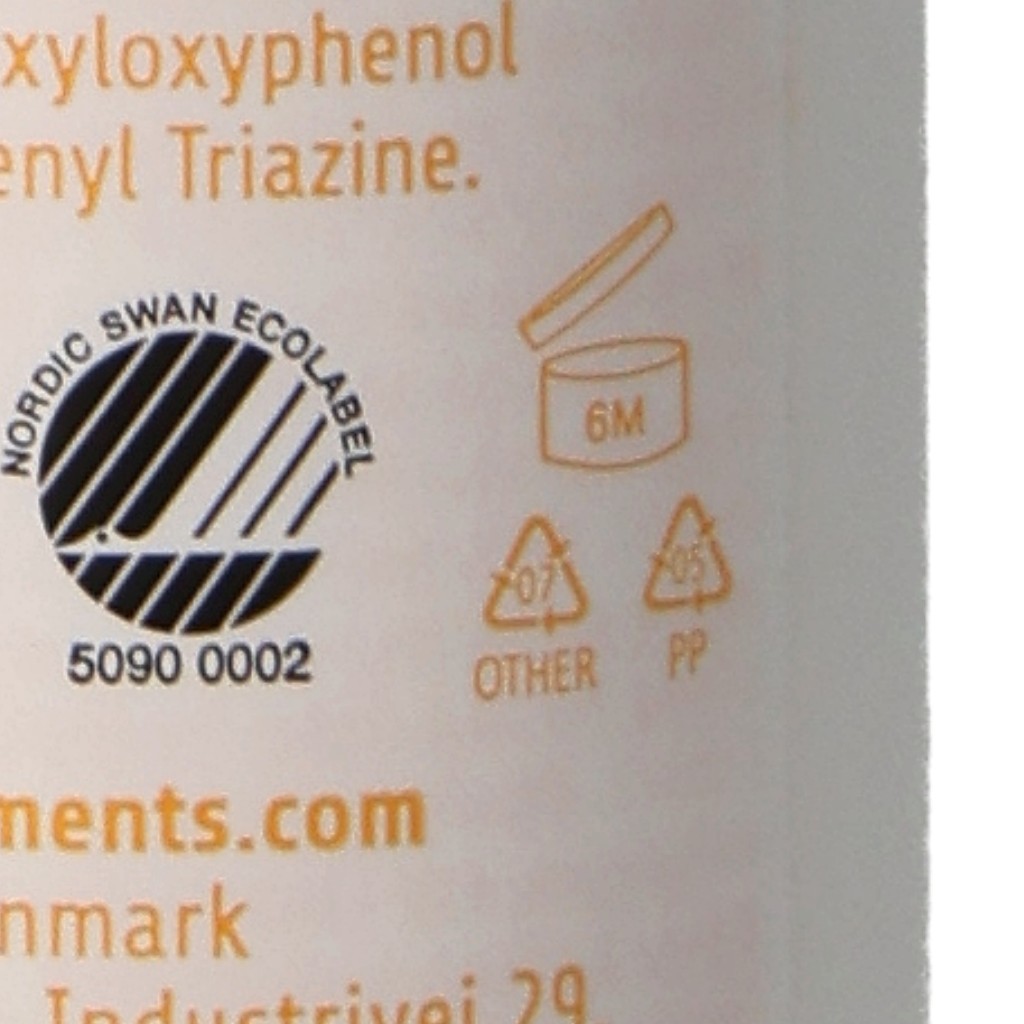 xyloxyphenol
enyl Triazine.
NORDIC SWAN ECOLABEL
5090 0002
6M
07
OTHER
05
PP
ments.com
nmark
Industrivej 29,